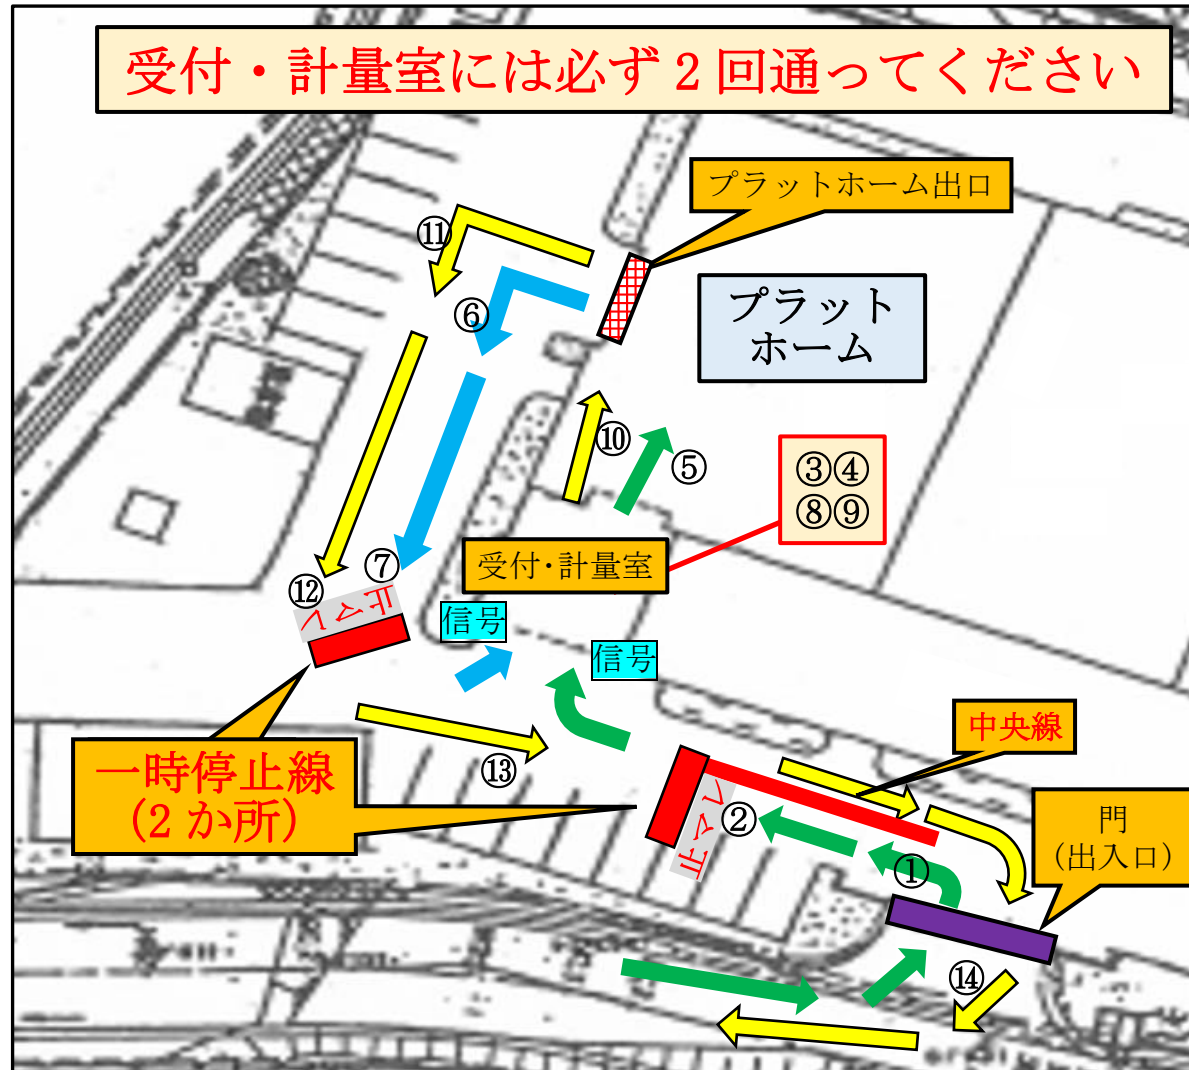 受付・計量室には必ず2回通ってください
プラットホーム出口
⑪
プラット
ホーム
⑥
⑩
⑤
③④
⑧⑨
受付・計量室
⑦
⑫
止マレ
信号
信号
中央線
一時停止線
(2か所)
⑬
止マレ
②
門
(出入口)
①
⑭